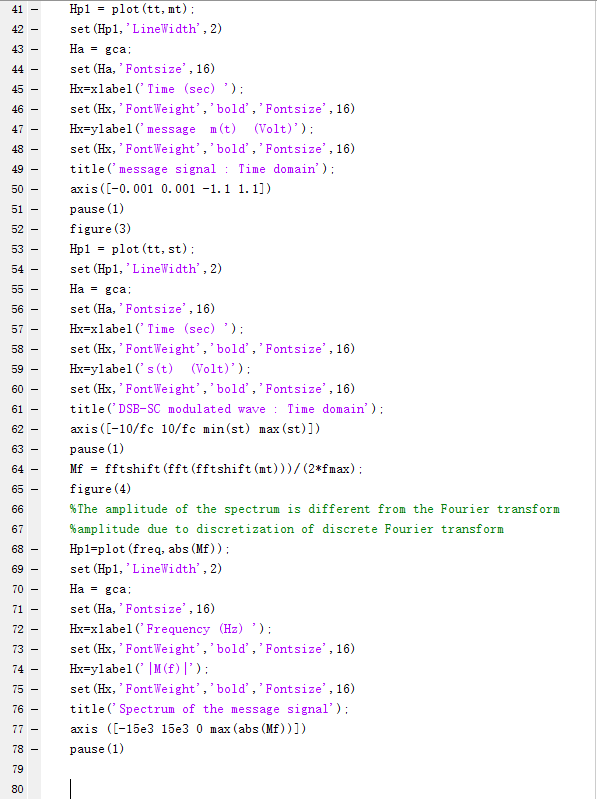 41 –    Hp1 = plot(tt,mt);
42 –    set(Hp1,'LineWidth',2)
43 –    Ha = gca;
44 –    set(Ha,'Fontsize',16)
45 –    Hx=xlabel('Time (sec) ');
46 –    set(Hx,'FontWeight','bold','Fontsize',16)
47 –    Hx=ylabel('message  m(t)  (Volt)');
48 –    set(Hx,'FontWeight','bold','Fontsize',16)
49 –    title('message signal : Time domain');
50 –    axis([-0.001 0.001 -1.1 1.1])
51 –    pause(1)
52 –    figure(3)
53 –    Hp1 = plot(tt,st);
54 –    set(Hp1,'LineWidth',2)
55 –    Ha = gca;
56 –    set(Ha,'Fontsize',16)
57 –    Hx=xlabel('Time (sec) ');
58 –    set(Hx,'FontWeight','bold','Fontsize',16)
59 –    Hx=ylabel('s(t)  (Volt)');
60 –    set(Hx,'FontWeight','bold','Fontsize',16)
61 –    title('DSB-SC modulated wave : Time domain');
62 –    axis([-10/fc 10/fc min(st) max(st)])
63 –    pause(1)
64 –    Mf = fftshift(fft(fftshift(mt)))/(2*fmax);
65 –    figure(4)
66    %The amplitude of the spectrum is different from the Fourier transform
67    %amplitude due to discretization of discrete Fourier transform
68 –    Hp1=plot(freq,abs(Mf));
69 –    set(Hp1,'LineWidth',2)
70 –    Ha = gca;
71 –    set(Ha,'Fontsize',16)
72 –    Hx=xlabel('Frequency (Hz) ');
73 –    set(Hx,'FontWeight','bold','Fontsize',16)
74 –    Hx=ylabel('|M(f)|');
75 –    set(Hx,'FontWeight','bold','Fontsize',16)
76 –    title('Spectrum of the message signal');
77 –    axis ([-15e3 15e3 0 max(abs(Mf))])
78 –    pause(1)
79
80